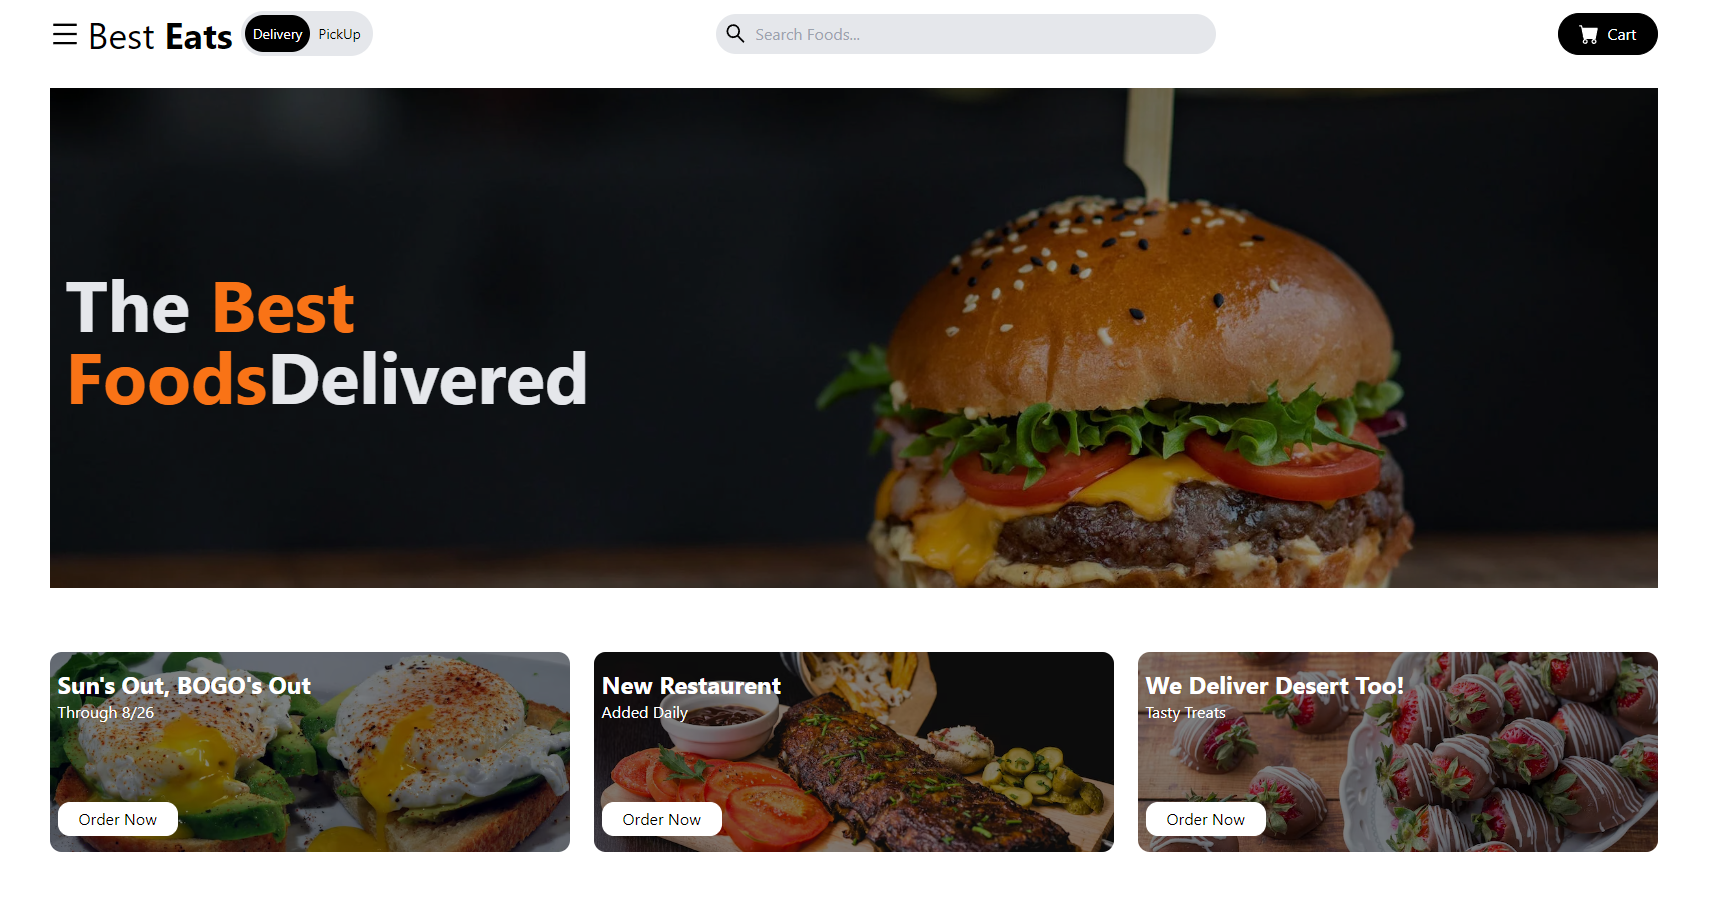 Best Eats
Delivery PickUp
Search Foods...
Cart
The Best
FoodsDelivered
Sun's Out, BOGO's Out
Through 8/26
Order Now
New Restaurent
Added Daily
Order Now
We Deliver Desert Too!
Tasty Treats
Order Now